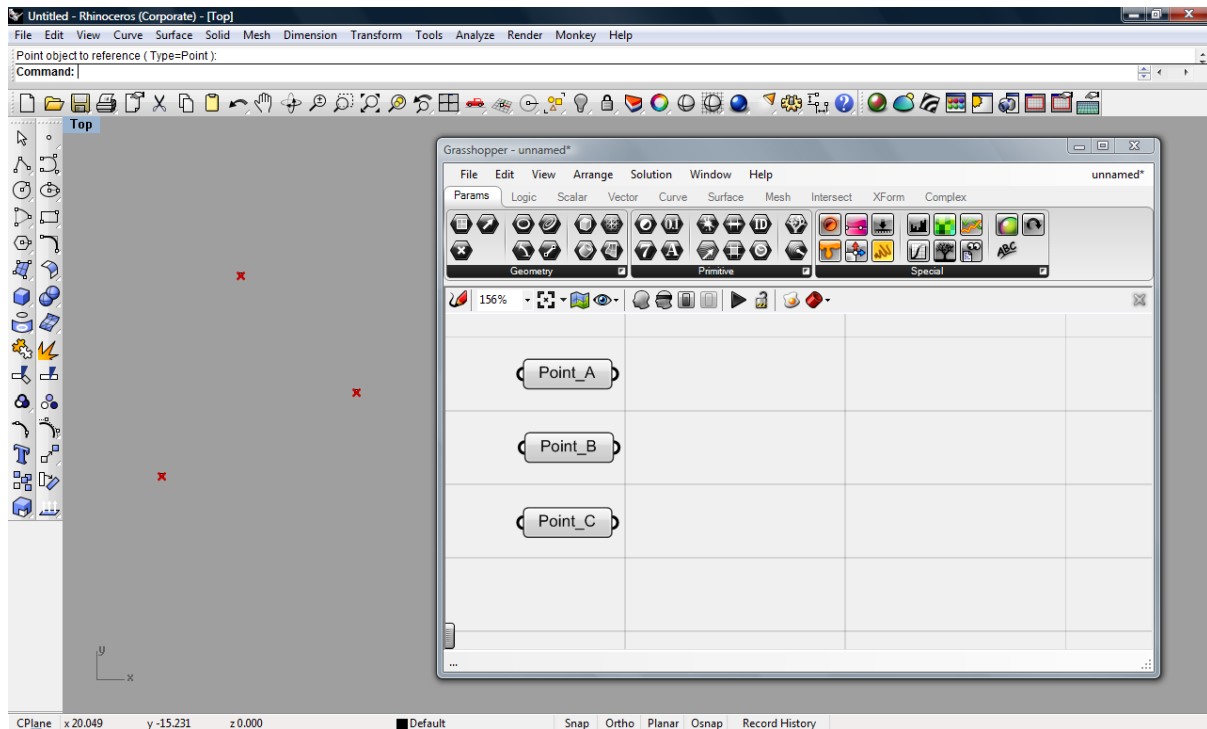 Untitled - Rhinoceros (Corporate) - [Top]
File Edit View Curve Surface Solid Mesh Dimension Transform Tools Analyze Render Monkey Help
Point object to reference ( Type=Point ):
Command:
Top
Grasshopper - unnamed*
File Edit View Arrange Solution Window Help unnamed*
Params Logic Scalar Vector Curve Surface Mesh Intersect XForm Complex
Geometry Primitive Special
156%
Point_A
Point_B
Point_C
...
y
x
CPlane x 20.049 y -15.231 z 0.000 Default Snap Ortho Planar Osnap Record History